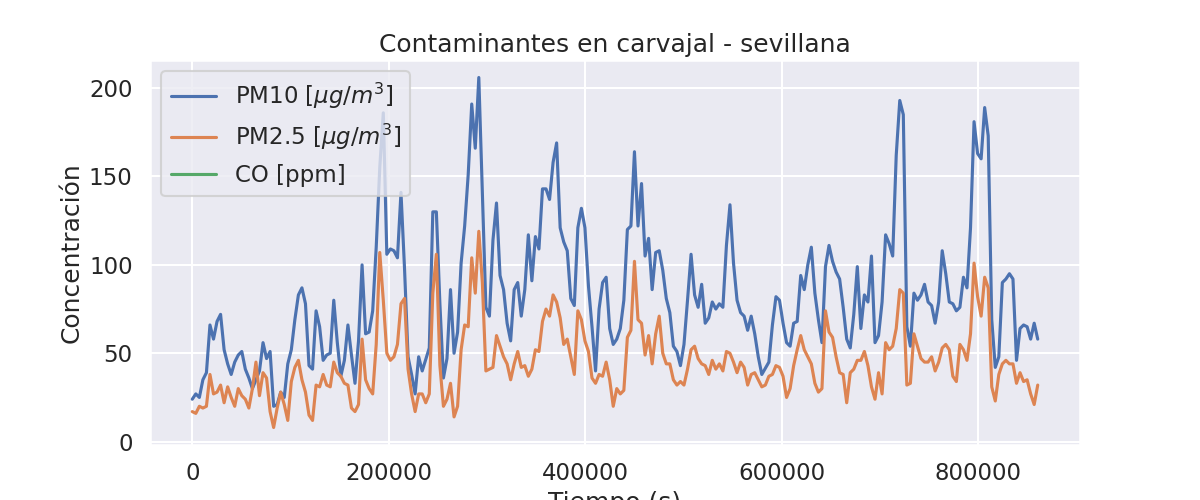 Contaminantes en carvajal - sevillana
PM10 [μg/m³]
PM2.5 [μg/m³]
CO [ppm]
Concentración
200
150
100
50
0
0 200000 400000 600000 800000
Tiempo (s)